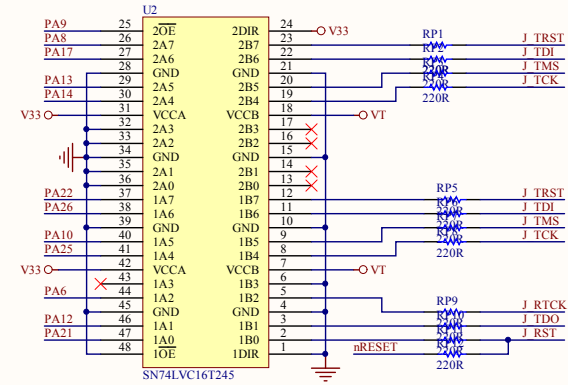 U2
PA9 25 2OE 2DIR 24 V33
PA8 26 2A7 2B7 23 RP1 J_TRST
PA17 27 2A6 2B6 22 J_TDI
28 GND GND 21 J_TMS
PA13 29 2A5 2B5 20 J_TCK
PA14 30 2A4 2B4 19 220R
V33 31 VCCA VCCB 18 VT
32 2A3 2B3 17
33 2A2 2B2 16
34 GND GND 15
35 2A1 2B1 14
36 2A0 2B0 13
PA22 37 1A7 1B7 12 RP5 J_TRST
PA26 38 1A6 1B6 11 J_TDI
39 GND GND 10 J_TMS
PA10 40 1A5 1B5 9 J_TCK
PA25 41 1A4 1B4 8 220R
V33 42 VCCA VCCB 7 VT
43 1A3 1B3 6
PA6 44 1A2 1B2 5 RP9
45 GND GND 4 J_RTCK
PA12 46 1A1 1B1 3 J_TDO
PA21 47 1A0 1B0 2 J_RST
48 1OE 1DIR 1 nRESET 220R
SN74LVC16T245